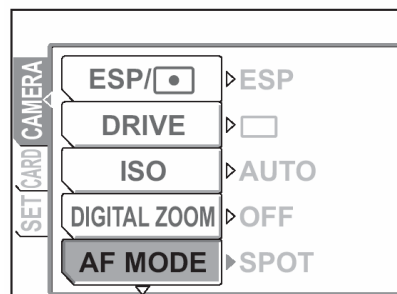 CAMERA
CARD
SET
ESP/ ESP
DRIVE
ISO AUTO
DIGITAL ZOOM OFF
AF MODE SPOT